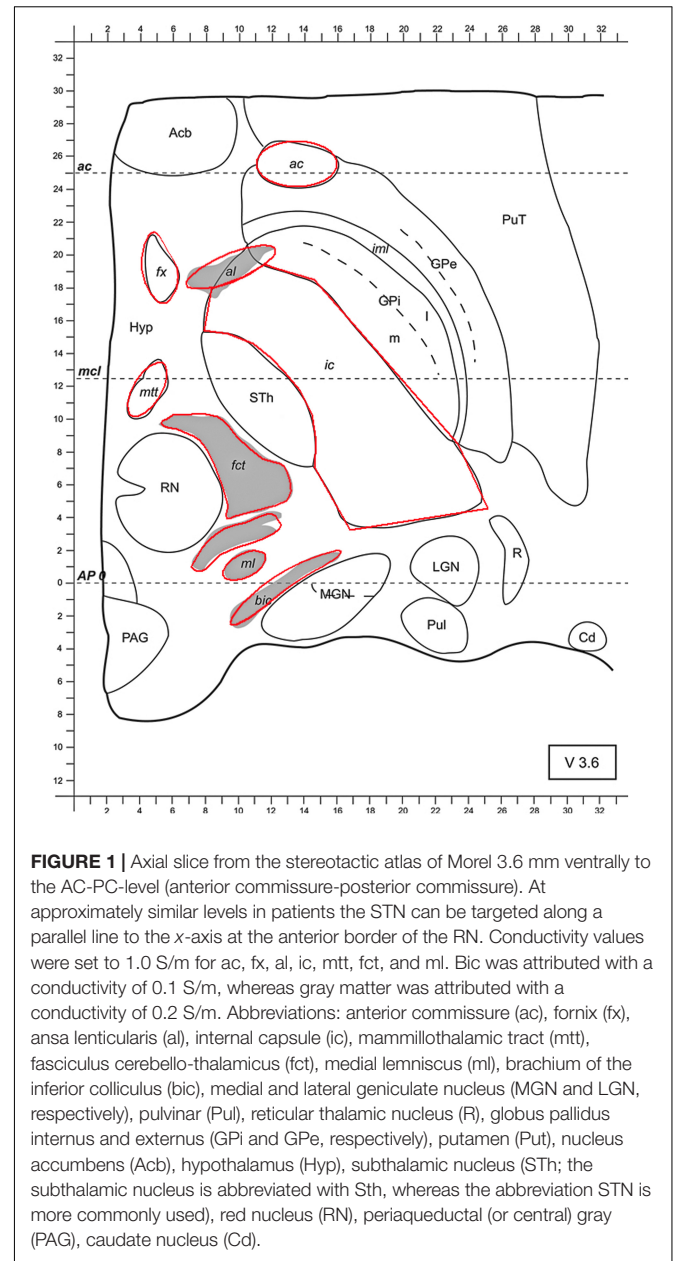 2 4 6 8 10 12 14 16 18 20 22 24 26 28 30 32
32
30
28
Acb
26
ac
ac
24
22
PuT
20
iml
GPe
fx
al
18
GPi
l
16
Hyp
m
14
ic
mcl
12
mtt
STh
10
8
fct
RN
6
4
2
R
ml
LGN
AP 0
0
bic
MGN
2
PAG
Pul
Cd
4
6
8
10
V 3.6
12
2 4 6 8 10 12 14 16 18 20 22 24 26 28 30 32
FIGURE 1 | Axial slice from the stereotactic atlas of Morel 3.6 mm ventrally to
the AC-PC-level (anterior commissure-posterior commissure). At
approximately similar levels in patients the STN can be targeted along a
parallel line to the x-axis at the anterior border of the RN. Conductivity values
were set to 1.0 S/m for ac, fx, al, ic, mtt, fct, and ml. Bic was attributed with a
conductivity of 0.1 S/m, whereas gray matter was attributed with a
conductivity of 0.2 S/m. Abbreviations: anterior commissure (ac), fornix (fx),
ansa lenticularis (al), internal capsule (ic), mammillothalamic tract (mtt),
fasciculus cerebello-thalamicus (fct), medial lemniscus (ml), brachium of the
inferior colliculus (bic), medial and lateral geniculate nucleus (MGN and LGN,
respectively), pulvinar (Pul), reticular thalamic nucleus (R), globus pallidus
internus and externus (GPi and GPe, respectively), putamen (Put), nucleus
accumbens (Acb), hypothalamus (Hyp), subthalamic nucleus (STh; the
subthalamic nucleus is abbreviated with Sth, whereas the abbreviation STN is
more commonly used), red nucleus (RN), periaqueductal (or central) gray
(PAG), caudate nucleus (Cd).